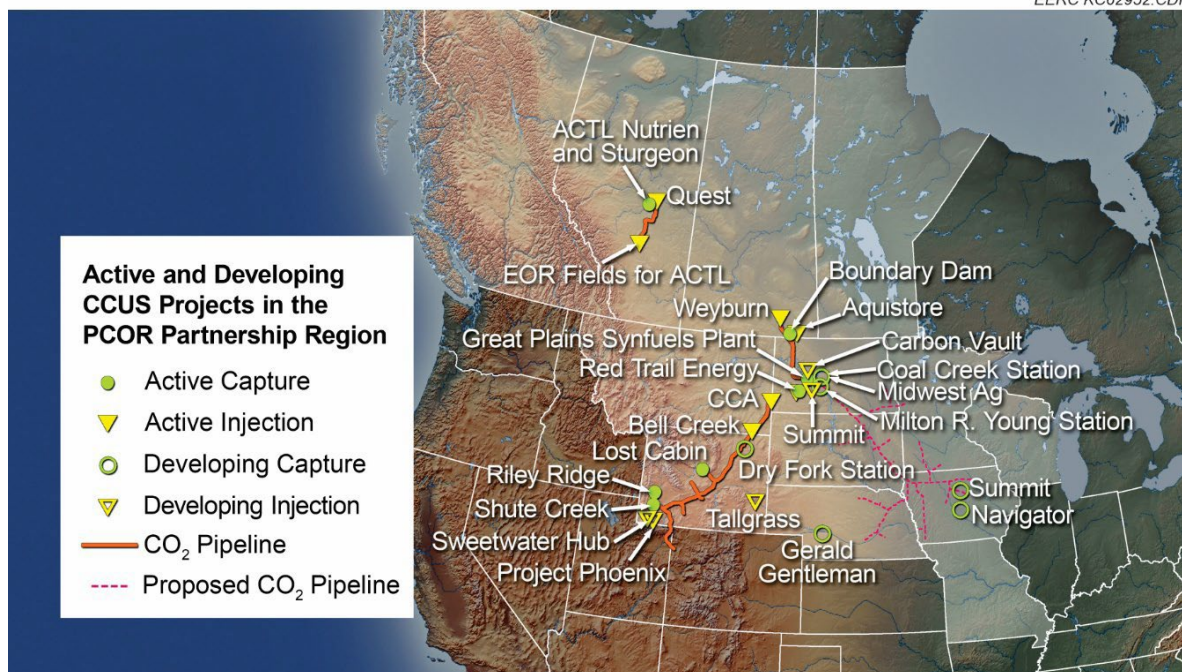 Active and Developing
CCUS Projects in the
PCOR Partnership Region
Active Capture
Active Injection
Developing Capture
Developing Injection
CO₂ Pipeline
Proposed CO₂ Pipeline
ACTL Nutrien
and Sturgeon
Quest
EOR Fields for ACTL
Boundary Dam
Weyburn
Aquistore
Great Plains Synfuels Plant
Carbon Vault
Red Trail Energy
Coal Creek Station
Midwest Ag
CCA
Milton R. Young Station
Bell Creek
Summit
Lost Cabin
Dry Fork Station
Riley Ridge
Summit
Shute Creek
Tallgrass
Navigator
Sweetwater Hub
Gerald
Gentleman
Project Phoenix